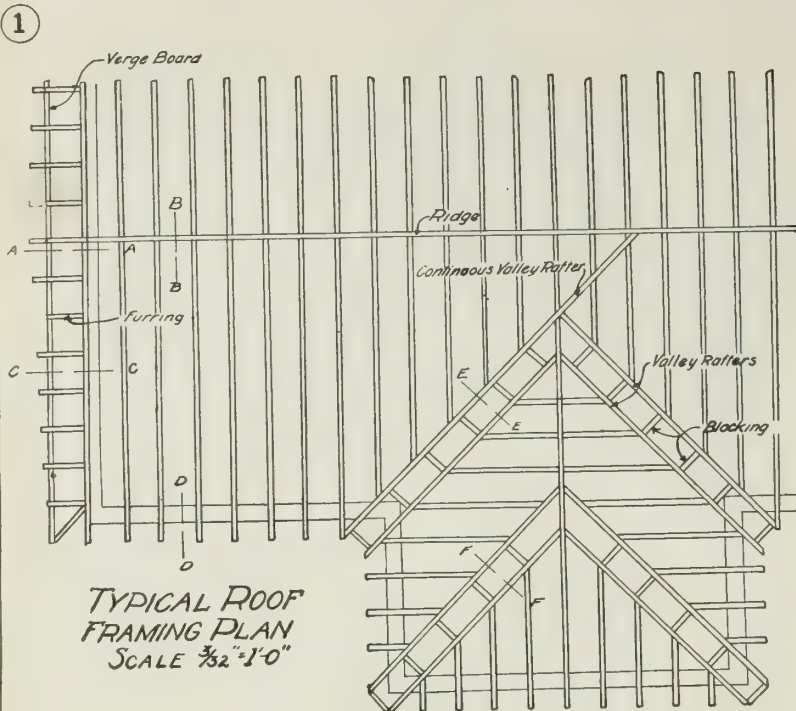 1
Verge Board
B
Ridge
A
A
B
Continuous Valley Rafter
Furring
C
C
Valley Rafters
E
E
Blocking
D
D
F
F
TYPICAL ROOF
FRAMING PLAN
SCALE 3/32"=1'-0"